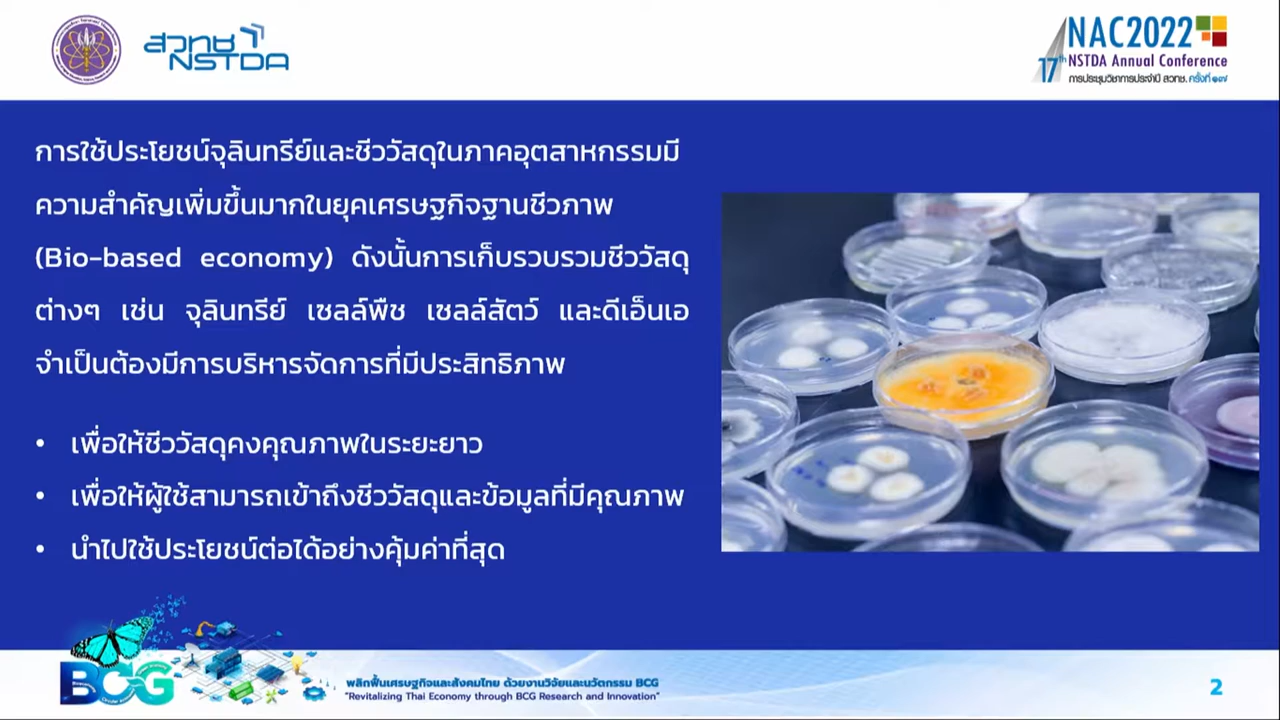 สวทช
NSTDA
NAC2022
17th NSTDA Annual Conference
การประชุมวิชาการประจำปี สวทช. ครั้งที่ ๑๗
การใช้ประโยชน์จุลินทรีย์และชีววัสดุในภาคอุตสาหกรรมมี
ความสำคัญเพิ่มขึ้นมากในยุคเศรษฐกิจฐานชีวภาพ
(Bio-based economy) ดังนั้นการเก็บรวบรวมชีววัสดุ
ต่างๆ เช่น จุลินทรีย์ เซลล์พืช เซลล์สัตว์ และดีเอ็นเอ
จำเป็นต้องมีการบริหารจัดการที่มีประสิทธิภาพ
• เพื่อให้ชีววัสดุคงคุณภาพในระยะยาว
• เพื่อให้ผู้ใช้สามารถเข้าถึงชีววัสดุและข้อมูลที่มีคุณภาพ
• นำไปใช้ประโยชน์ต่อได้อย่างคุ้มค่าที่สุด
BCG
พลิกฟื้นเศรษฐกิจและสังคมไทย ด้วยงานวิจัยและนวัตกรรม BCG
"Revitalizing Thai Economy through BCG Research and Innovation"
2